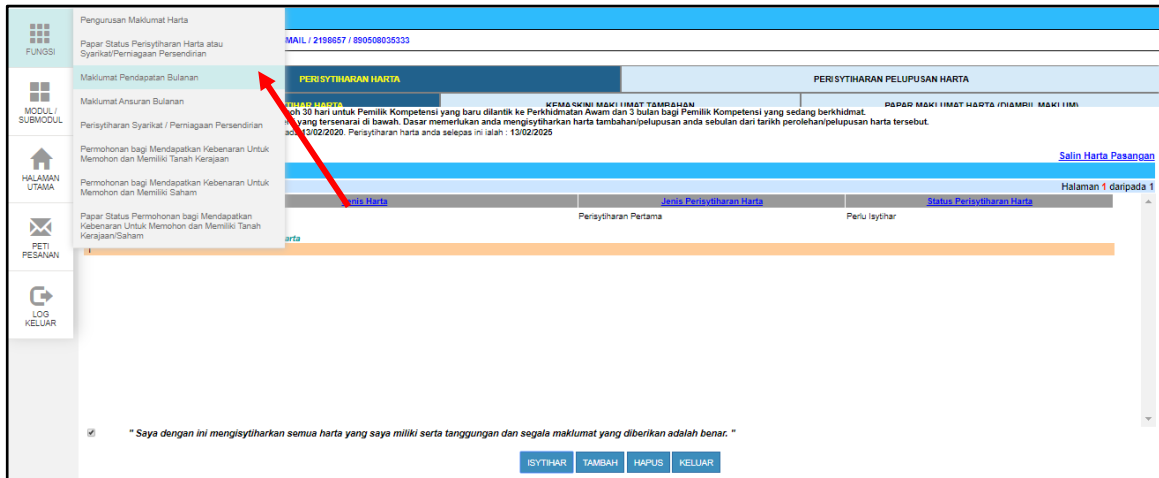 FUNGSI
MODUL /
SUBMODUL
HALAMAN
UTAMA
PETI
PESANAN
LOG
KELUAR
Pengurusan Maklumat Harta
Papar Status Perisytiharan Harta atau
Syarikat/Perniagaan Persendirian
Maklumat Pendapatan Bulanan
Maklumat Ansuran Bulanan
Perisytiharan Syarikat / Perniagaan Persendirian
Permohonan bagi Mendapatkan Kebenaran Untuk
Memohon dan Memiliki Tanah Kerajaan
Permohonan bagi Mendapatkan Kebenaran Untuk
Memohon dan Memiliki Saham
Papar Status Permohonan bagi Mendapatkan
Kebenaran Untuk Memohon dan Memiliki Tanah
Kerajaan/Saham
MAIL / 2198657 / 890508035333
PERISYTIHARAN HARTA PERISYTIHARAN PELUPUSAN HARTA
TIHAR HARTA KEMASKINI MAKLUMAT TAMBAHAN PAPAR MAKLUMAT HARTA (DIAMBIL MAKLUM)
oh 30 hari untuk Pemilik Kompetensi yang baru dilantik ke Perkhidmatan Awam dan 3 bulan bagi Pemilik Kompetensi yang sedang berkhidmat.
yang tersenarai di bawah. Dasar memerlukan anda mengisytiharkan harta tambahan/pelupusan anda sebulan dari tarikh perolehan/pelupusan harta tersebut.
13/02/2020. Perisytiharan harta anda selepas ini ialah : 13/02/2025
Salin Harta Pasangan
Halaman 1 daripada 1
Jenis Harta Jenis Perisytiharan Harta Status Perisytiharan Harta
Perisytiharan Pertama Perlu Isytihar
arta
" Saya dengan ini mengisytiharkan semua harta yang saya miliki serta tanggungan dan segala maklumat yang diberikan adalah benar. "
ISYTIHAR TAMBAH HAPUS KELUAR